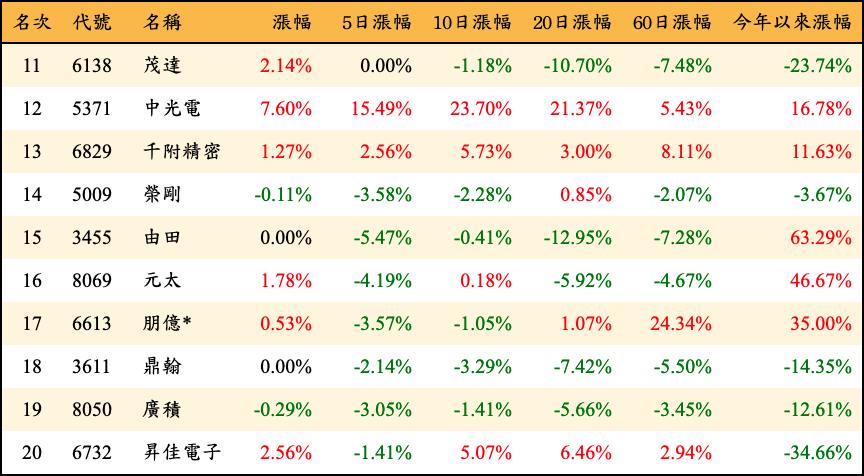 名次 代號 名稱 漲幅 5日漲幅 10日漲幅 20日漲幅 60日漲幅 今年以來漲幅
11 6138 茂達 2.14% 0.00% -1.18% -10.70% -7.48% -23.74%
12 5371 中光電 7.60% 15.49% 23.70% 21.37% 5.43% 16.78%
13 6829 千附精密 1.27% 2.56% 5.73% 3.00% 8.11% 11.63%
14 5009 榮剛 -0.11% -3.58% -2.28% 0.85% -2.07% -3.67%
15 3455 由田 0.00% -5.47% -0.41% -12.95% -7.28% 63.29%
16 8069 元太 1.78% -4.19% 0.18% -5.92% -4.67% 46.67%
17 6613 朋億* 0.53% -3.57% -1.05% 1.07% 24.34% 35.00%
18 3611 鼎翰 0.00% -2.14% -3.29% -7.42% -5.50% -14.35%
19 8050 廣積 -0.29% -3.05% -1.41% -5.66% -3.45% -12.61%
20 6732 昇佳電子 2.56% -1.41% 5.07% 6.46% 2.94% -34.66%